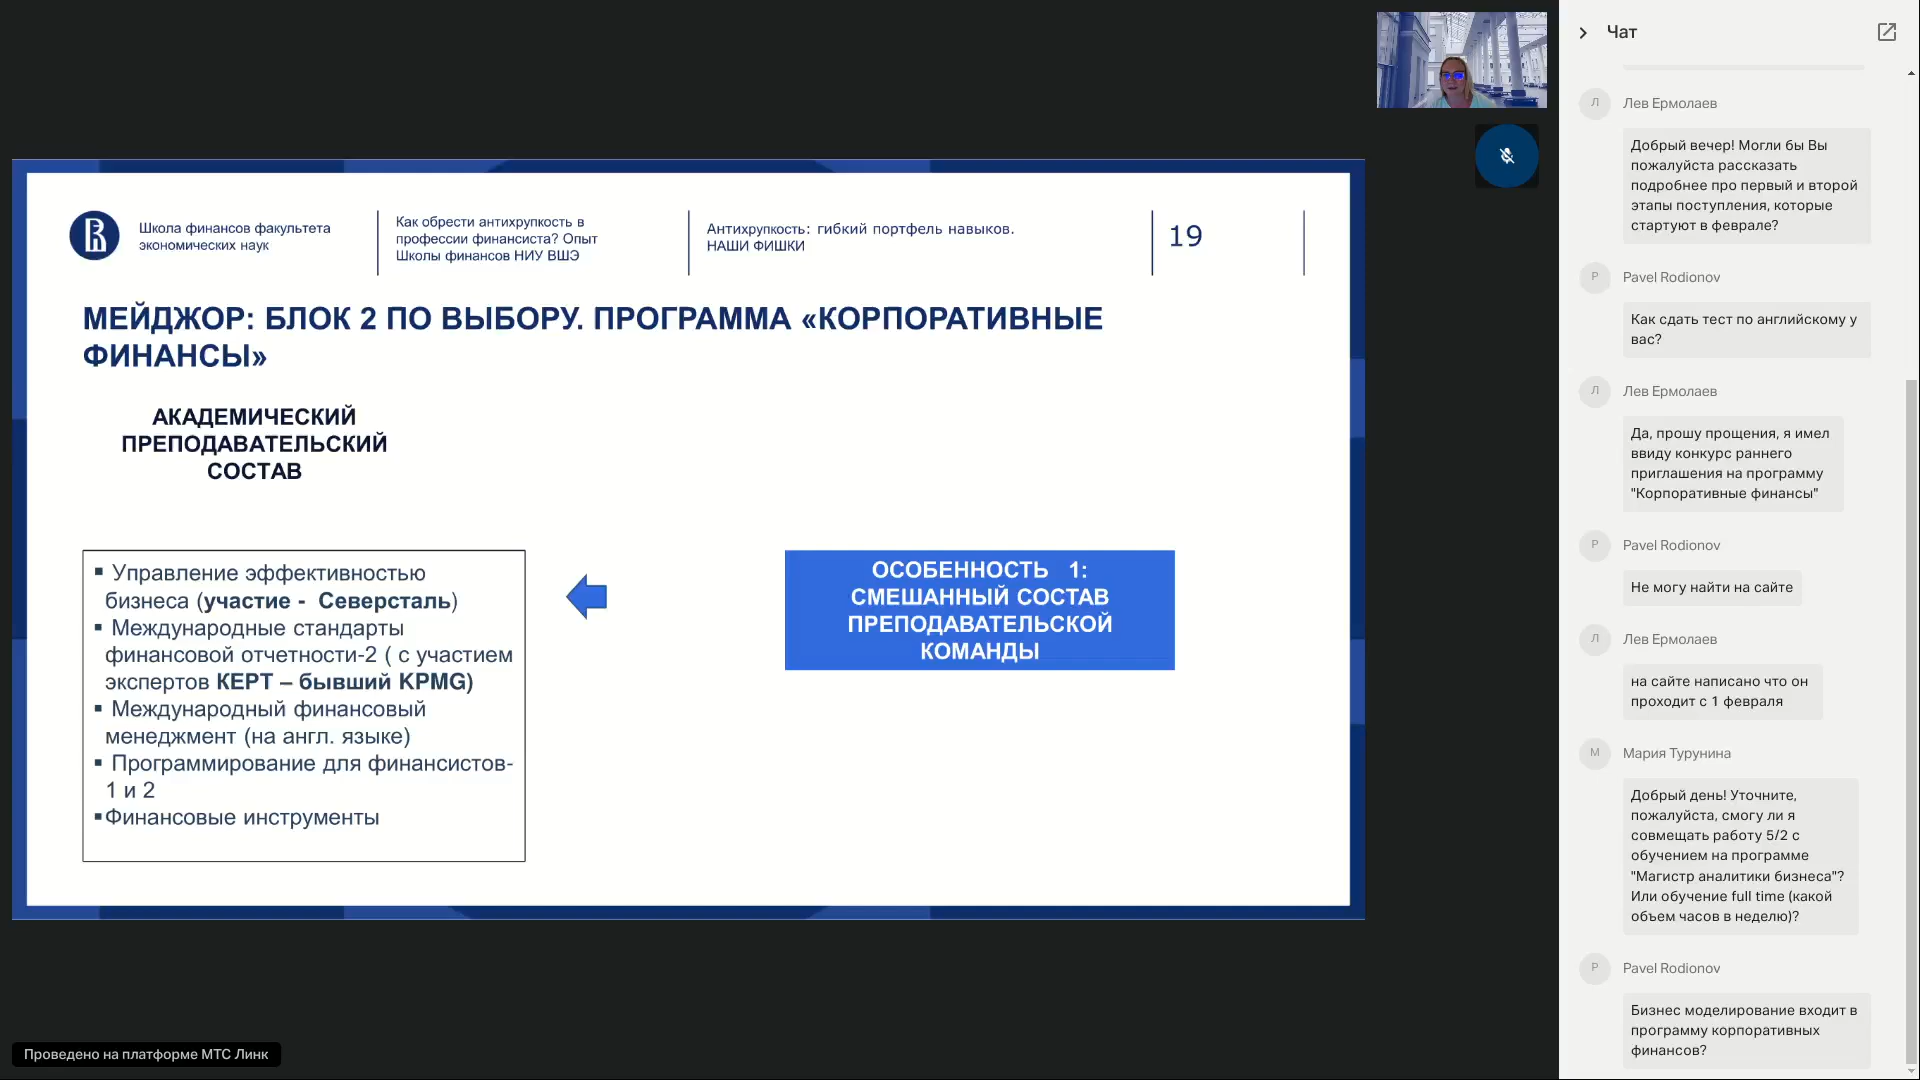 Школа финансов факультета
экономических наук
Как обрести антихрупкость в
профессии финансиста? Опыт
Школы финансов НИУ ВШЭ
Антихрупкость: гибкий портфель навыков.
НАШИ ФИШКИ
19
МЕЙДЖОР: БЛОК 2 ПО ВЫБОРУ. ПРОГРАММА «КОРПОРАТИВНЫЕ
ФИНАНСЫ»
АКАДЕМИЧЕСКИЙ
ПРЕПОДАВАТЕЛЬСКИЙ
СОСТАВ
▪ Управление эффективностью
бизнеса (участие - Северсталь)
▪ Международные стандарты
финансовой отчетности-2 ( с участием
экспертов КЕРТ – бывший KPMG)
▪ Международный финансовый
менеджмент (на англ. языке)
▪ Программирование для финансистов-
1 и 2
▪Финансовые инструменты
ОСОБЕННОСТЬ 1:
СМЕШАННЫЙ СОСТАВ
ПРЕПОДАВАТЕЛЬСКОЙ
КОМАНДЫ
Проведено на платформе МТС Линк
Чат
Л
Лев Ермолаев
Добрый вечер! Могли бы Вы
пожалуйста рассказать
подробнее про первый и второй
этапы поступления, которые
стартуют в феврале?
P
Pavel Rodionov
Как сдать тест по английскому у
вас?
Л
Лев Ермолаев
Да, прошу прощения, я имел
ввиду конкурс раннего
приглашения на программу
"Корпоративные финансы"
P
Pavel Rodionov
Не могу найти на сайте
Л
Лев Ермолаев
на сайте написано что он
проходит с 1 февраля
М
Мария Турунина
Добрый день! Уточните,
пожалуйста, смогу ли я
совмещать работу 5/2 с
обучением на программе
"Магистр аналитики бизнеса"?
Или обучение full time (какой
объем часов в неделю)?
P
Pavel Rodionov
Бизнес моделирование входит в
программу корпоративных
финансов?